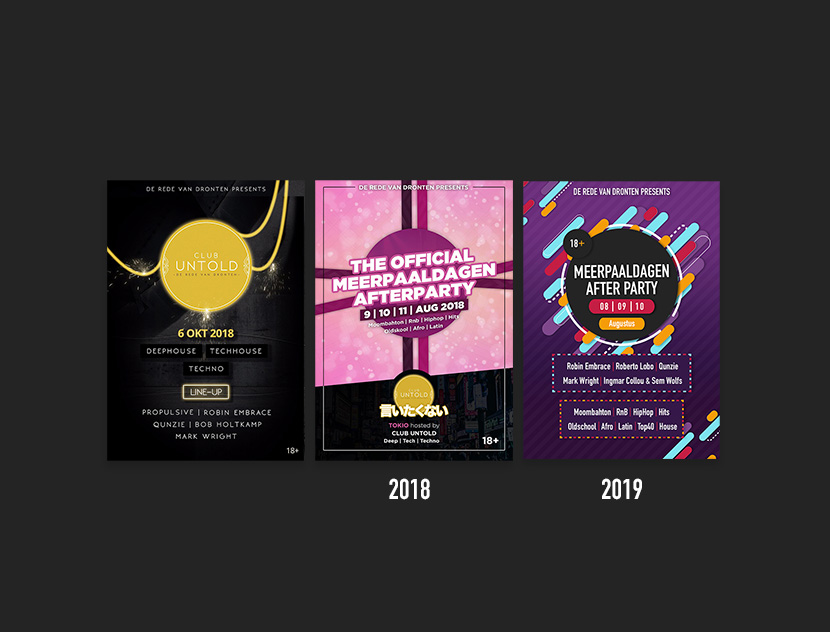 DE REDE VAN DRONTEN PRESENTS
CLUB
UNTOLD
DE REDE VAN DRONTEN
6 OKT 2018
DEEPHOUSE TECHHOUSE
TECHNO
LINE-UP
PROPULSIVE | ROBIN EMBRACE
QUNZIE | BOB HOLTKAMP
MARK WRIGHT
18+
DE REDE VAN DRONTEN PRESENTS
THE OFFICIAL
MEERPAALDAGEN
AFTERPARTY
9 | 10 | 11 | AUG 2018
Moombahton | Rnb | Hiphop | Hits
Oldschool | Afro | Latin
CLUB
UNTOLD
言いたくない
TOKIO hosted by
CLUB UNTOLD
Deep | Tech | Techno
18+
2018
DE REDE VAN DRONTEN PRESENTS
18+
MEERPAALDAGEN
AFTER PARTY
08 | 09 | 10
Augustus
Robin Embrace | Roberto Lobo | Qunzie
Mark Wright | Ingmar Collou & Sem Wolfs
Moombahton | RnB | HipHop | Hits
Oldschool | Afro | Latin | Top40 | House
2019